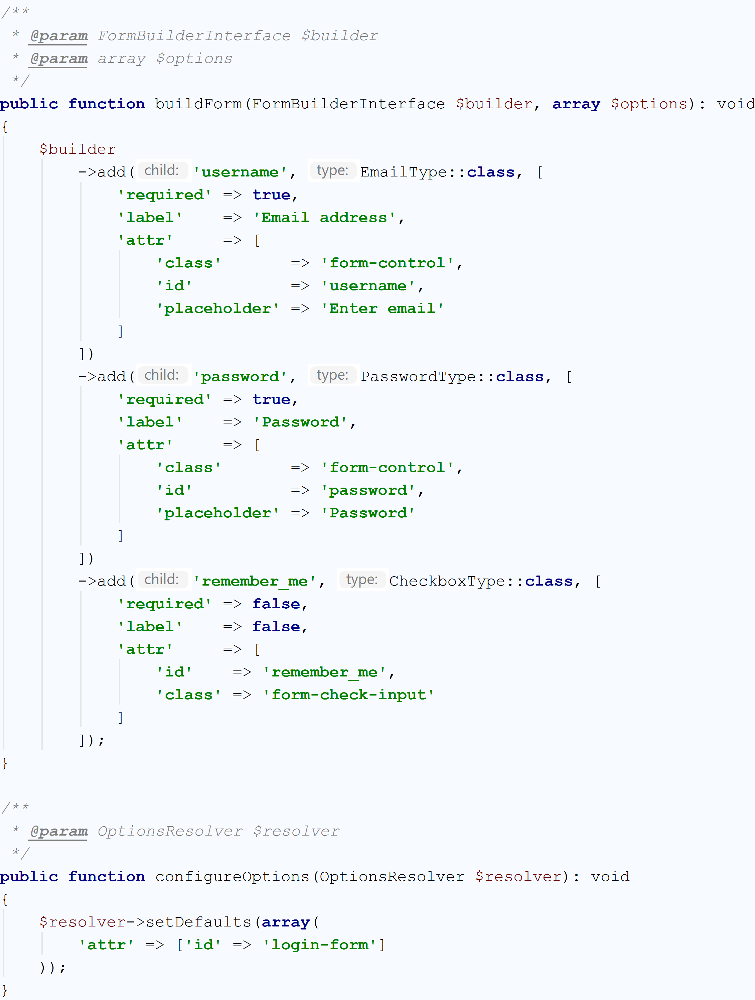 /**
 * @param FormBuilderInterface $builder
 * @param array $options
 */
public function buildForm(FormBuilderInterface $builder, array $options): void
{
    $builder
        ->add( child: 'username', type: EmailType::class, [
            'required' => true,
            'label'    => 'Email address',
            'attr'     => [
                'class'       => 'form-control',
                'id'          => 'username',
                'placeholder' => 'Enter email'
            ]
        ])
        ->add( child: 'password', type: PasswordType::class, [
            'required' => true,
            'label'    => 'Password',
            'attr'     => [
                'class'       => 'form-control',
                'id'          => 'password',
                'placeholder' => 'Password'
            ]
        ])
        ->add( child: 'remember_me', type: CheckboxType::class, [
            'required' => false,
            'label'    => false,
            'attr'     => [
                'id'    => 'remember_me',
                'class' => 'form-check-input'
            ]
        ]);
}

/**
 * @param OptionsResolver $resolver
 */
public function configureOptions(OptionsResolver $resolver): void
{
    $resolver->setDefaults(array(
        'attr' => ['id' => 'login-form']
    ));
}